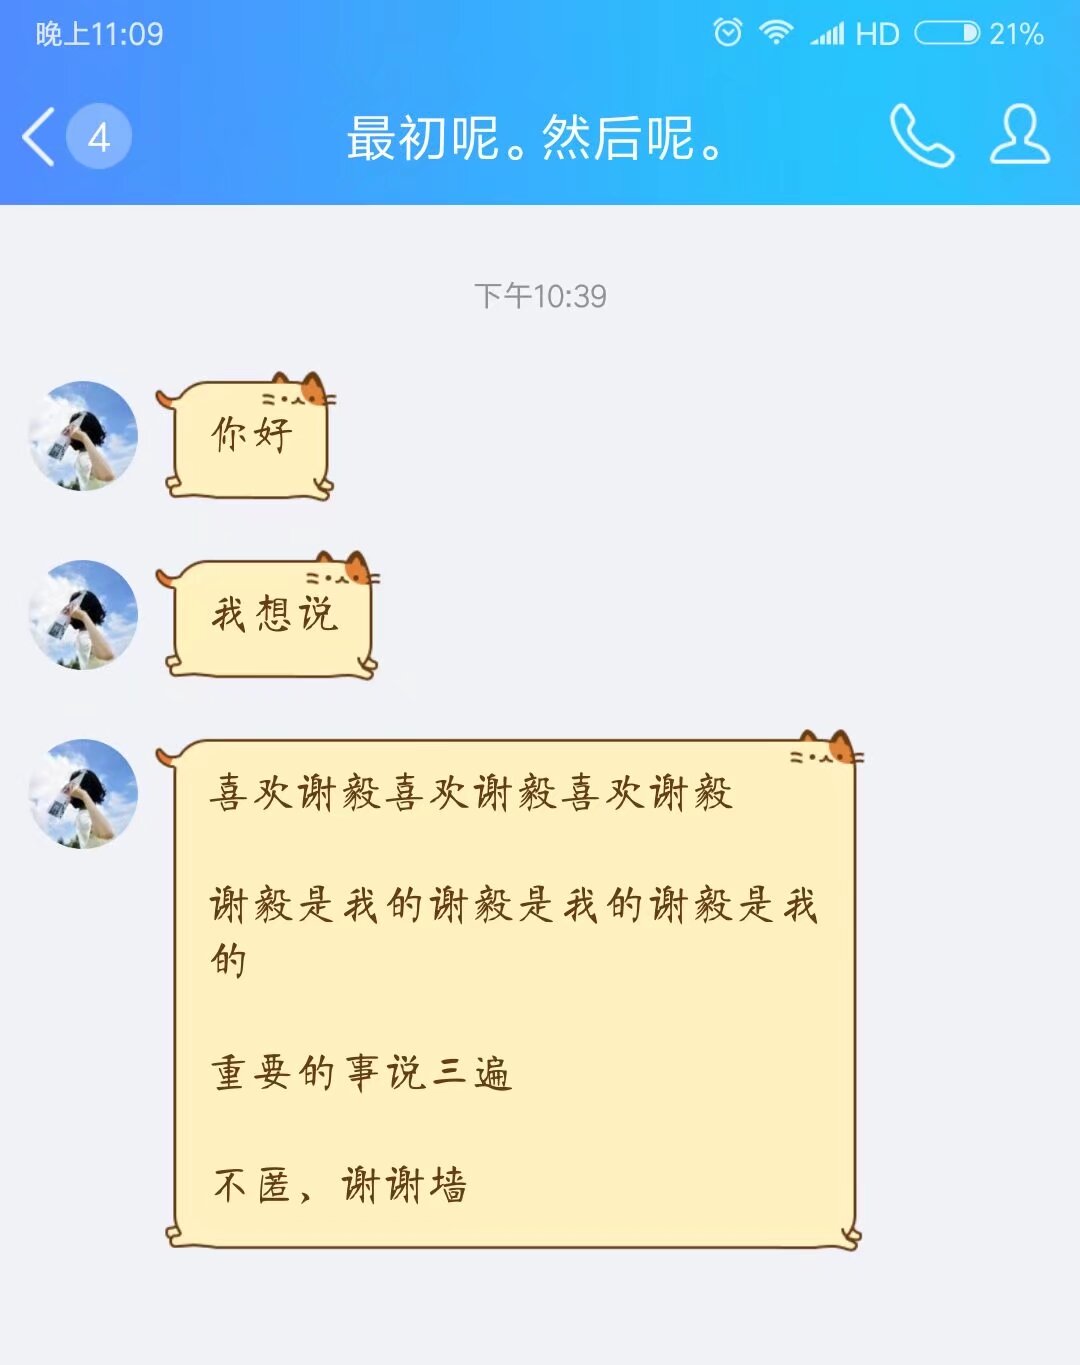 晚上11:09
HD
21%
4
最初呢。然后呢。
下午10:39
你好
我想说
喜欢谢毅喜欢谢毅喜欢谢毅
谢毅是我的谢毅是我的谢毅是我
的
重要的事说三遍
不匿，谢谢墙